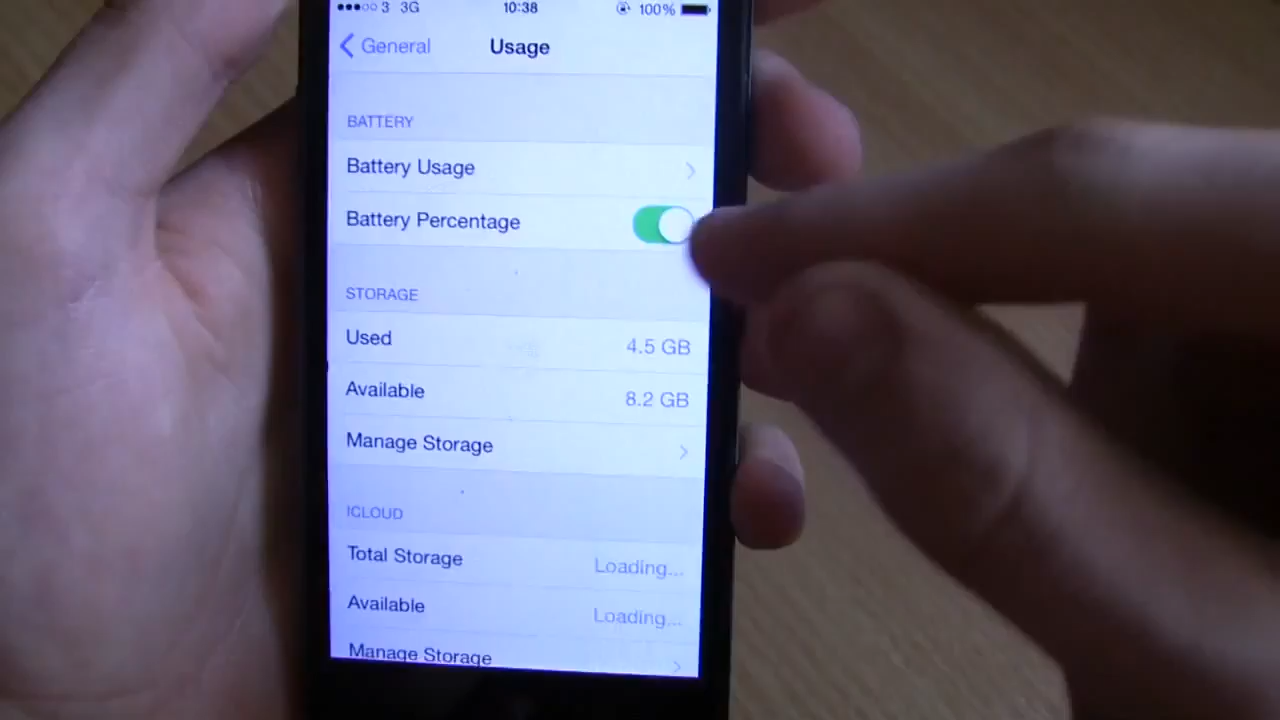 3 3G 10:38 100%
General Usage
BATTERY
Battery Usage
Battery Percentage
STORAGE
Used 4.5 GB
Available 8.2 GB
Manage Storage
ICLOUD
Total Storage Loading...
Available Loading...
Manage Storage